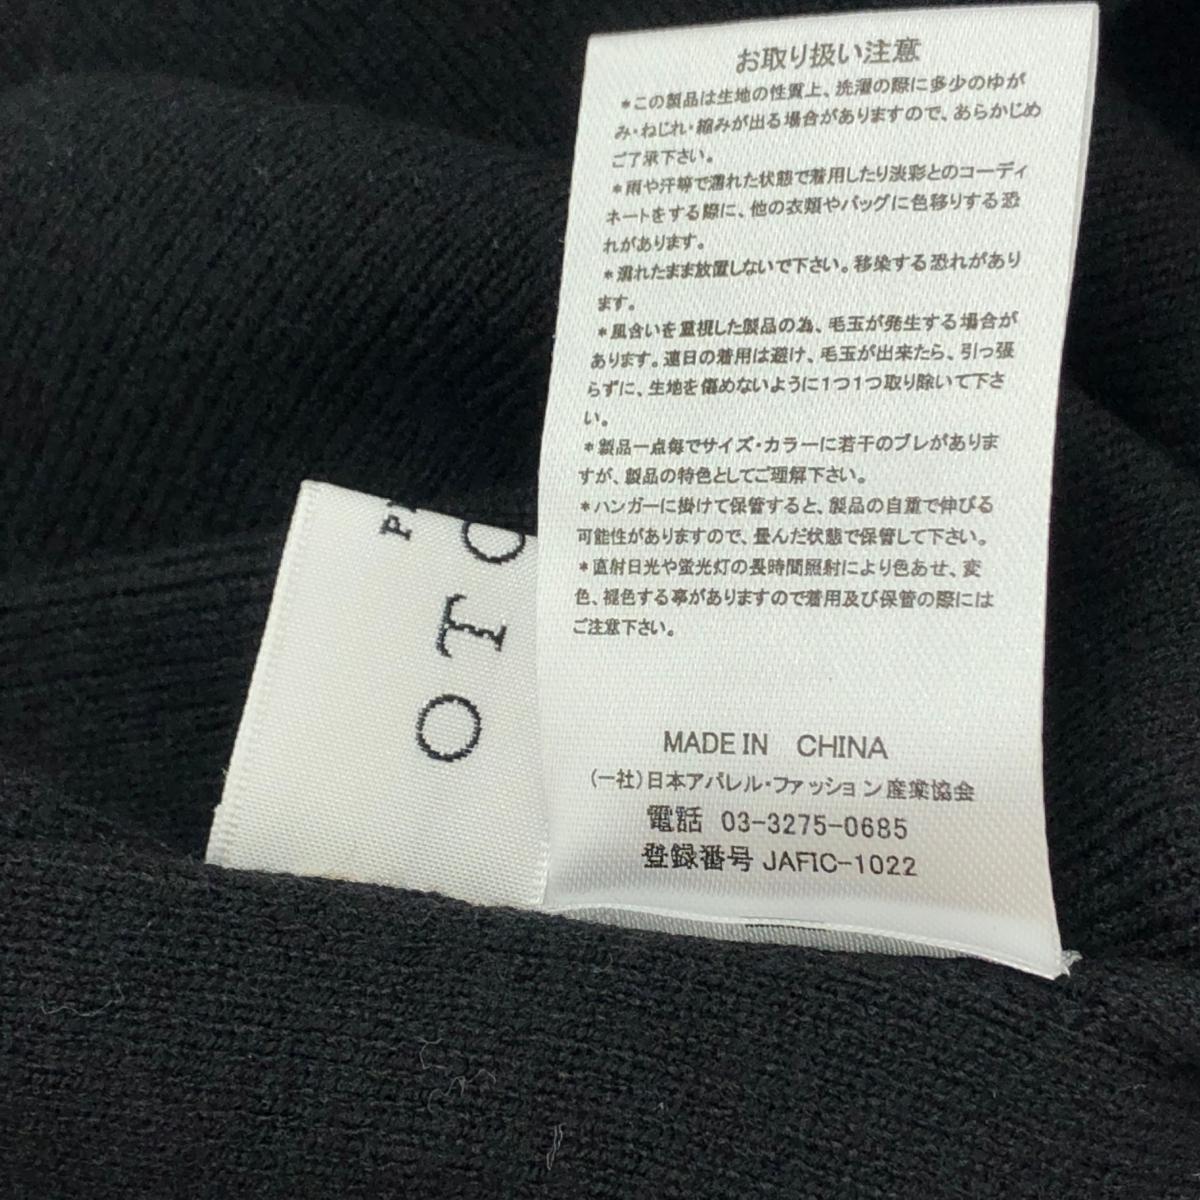 お取り扱い注意
＊この製品は生地の性質上、洗濯の際に多少のゆが
み・ねじれ・縮みが出る場合がありますので、あらかじめ
ご了承下さい。
＊雨や汗等で濡れた状態で着用したり淡彩とのコーディ
ネートをする際に、他の衣類やバッグに色移りする恐
れがあります。
＊濡れたまま放置しないで下さい。移染する恐れがあり
ます。
＊風合いを重視した製品の為、毛玉が発生する場合が
あります。連日の着用は避け、毛玉が出来たら、引っ張
らずに、生地を傷めないように1つ1つ取り除いて下さ
い。
＊製品一点毎でサイズ・カラーに若干のブレがありま
すが、製品の特色としてご理解下さい。
＊ハンガーに掛けて保管すると、製品の自重で伸びる
可能性がありますので、畳んだ状態で保管して下さい。
＊直射日光や蛍光灯の長時間照射により色あせ、変
色、褪色する事がありますので着用及び保管の際には
ご注意下さい。
MADE IN CHINA
(一社)日本アパレル・ファッション産業協会
電話 03-3275-0685
登録番号 JAFIC-1022
OTO